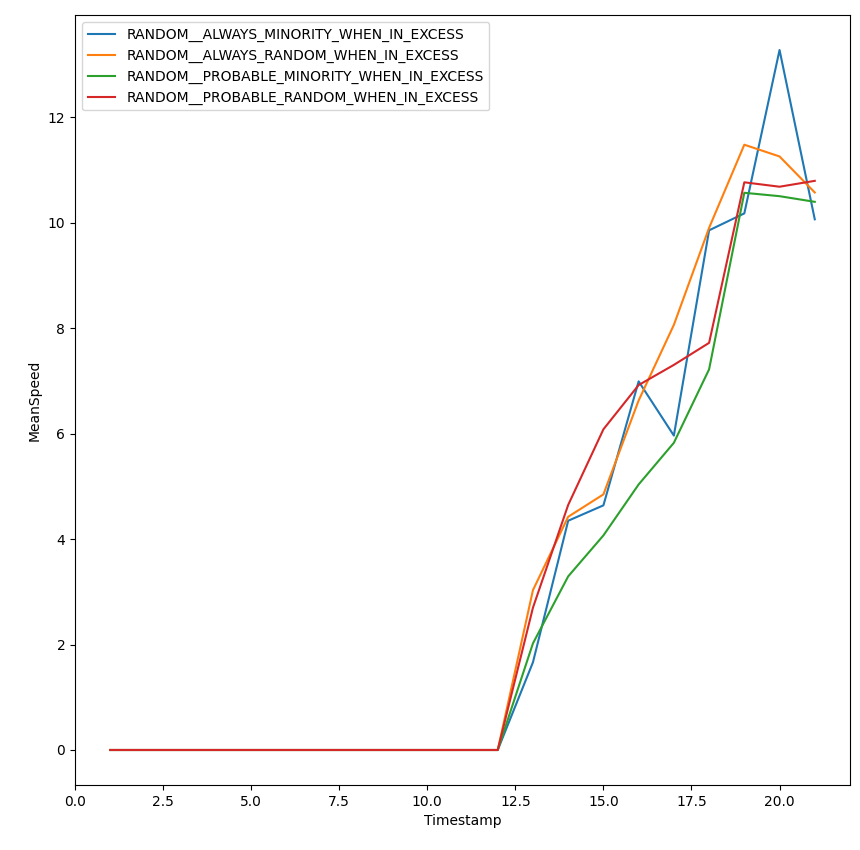 RANDOM__ALWAYS_MINORITY_WHEN_IN_EXCESS
RANDOM__ALWAYS_RANDOM_WHEN_IN_EXCESS
RANDOM__PROBABLE_MINORITY_WHEN_IN_EXCESS
RANDOM__PROBABLE_RANDOM_WHEN_IN_EXCESS
12
10
8
6
4
2
0
MeanSpeed
0.0 2.5 5.0 7.5 10.0 12.5 15.0 17.5 20.0
Timestamp